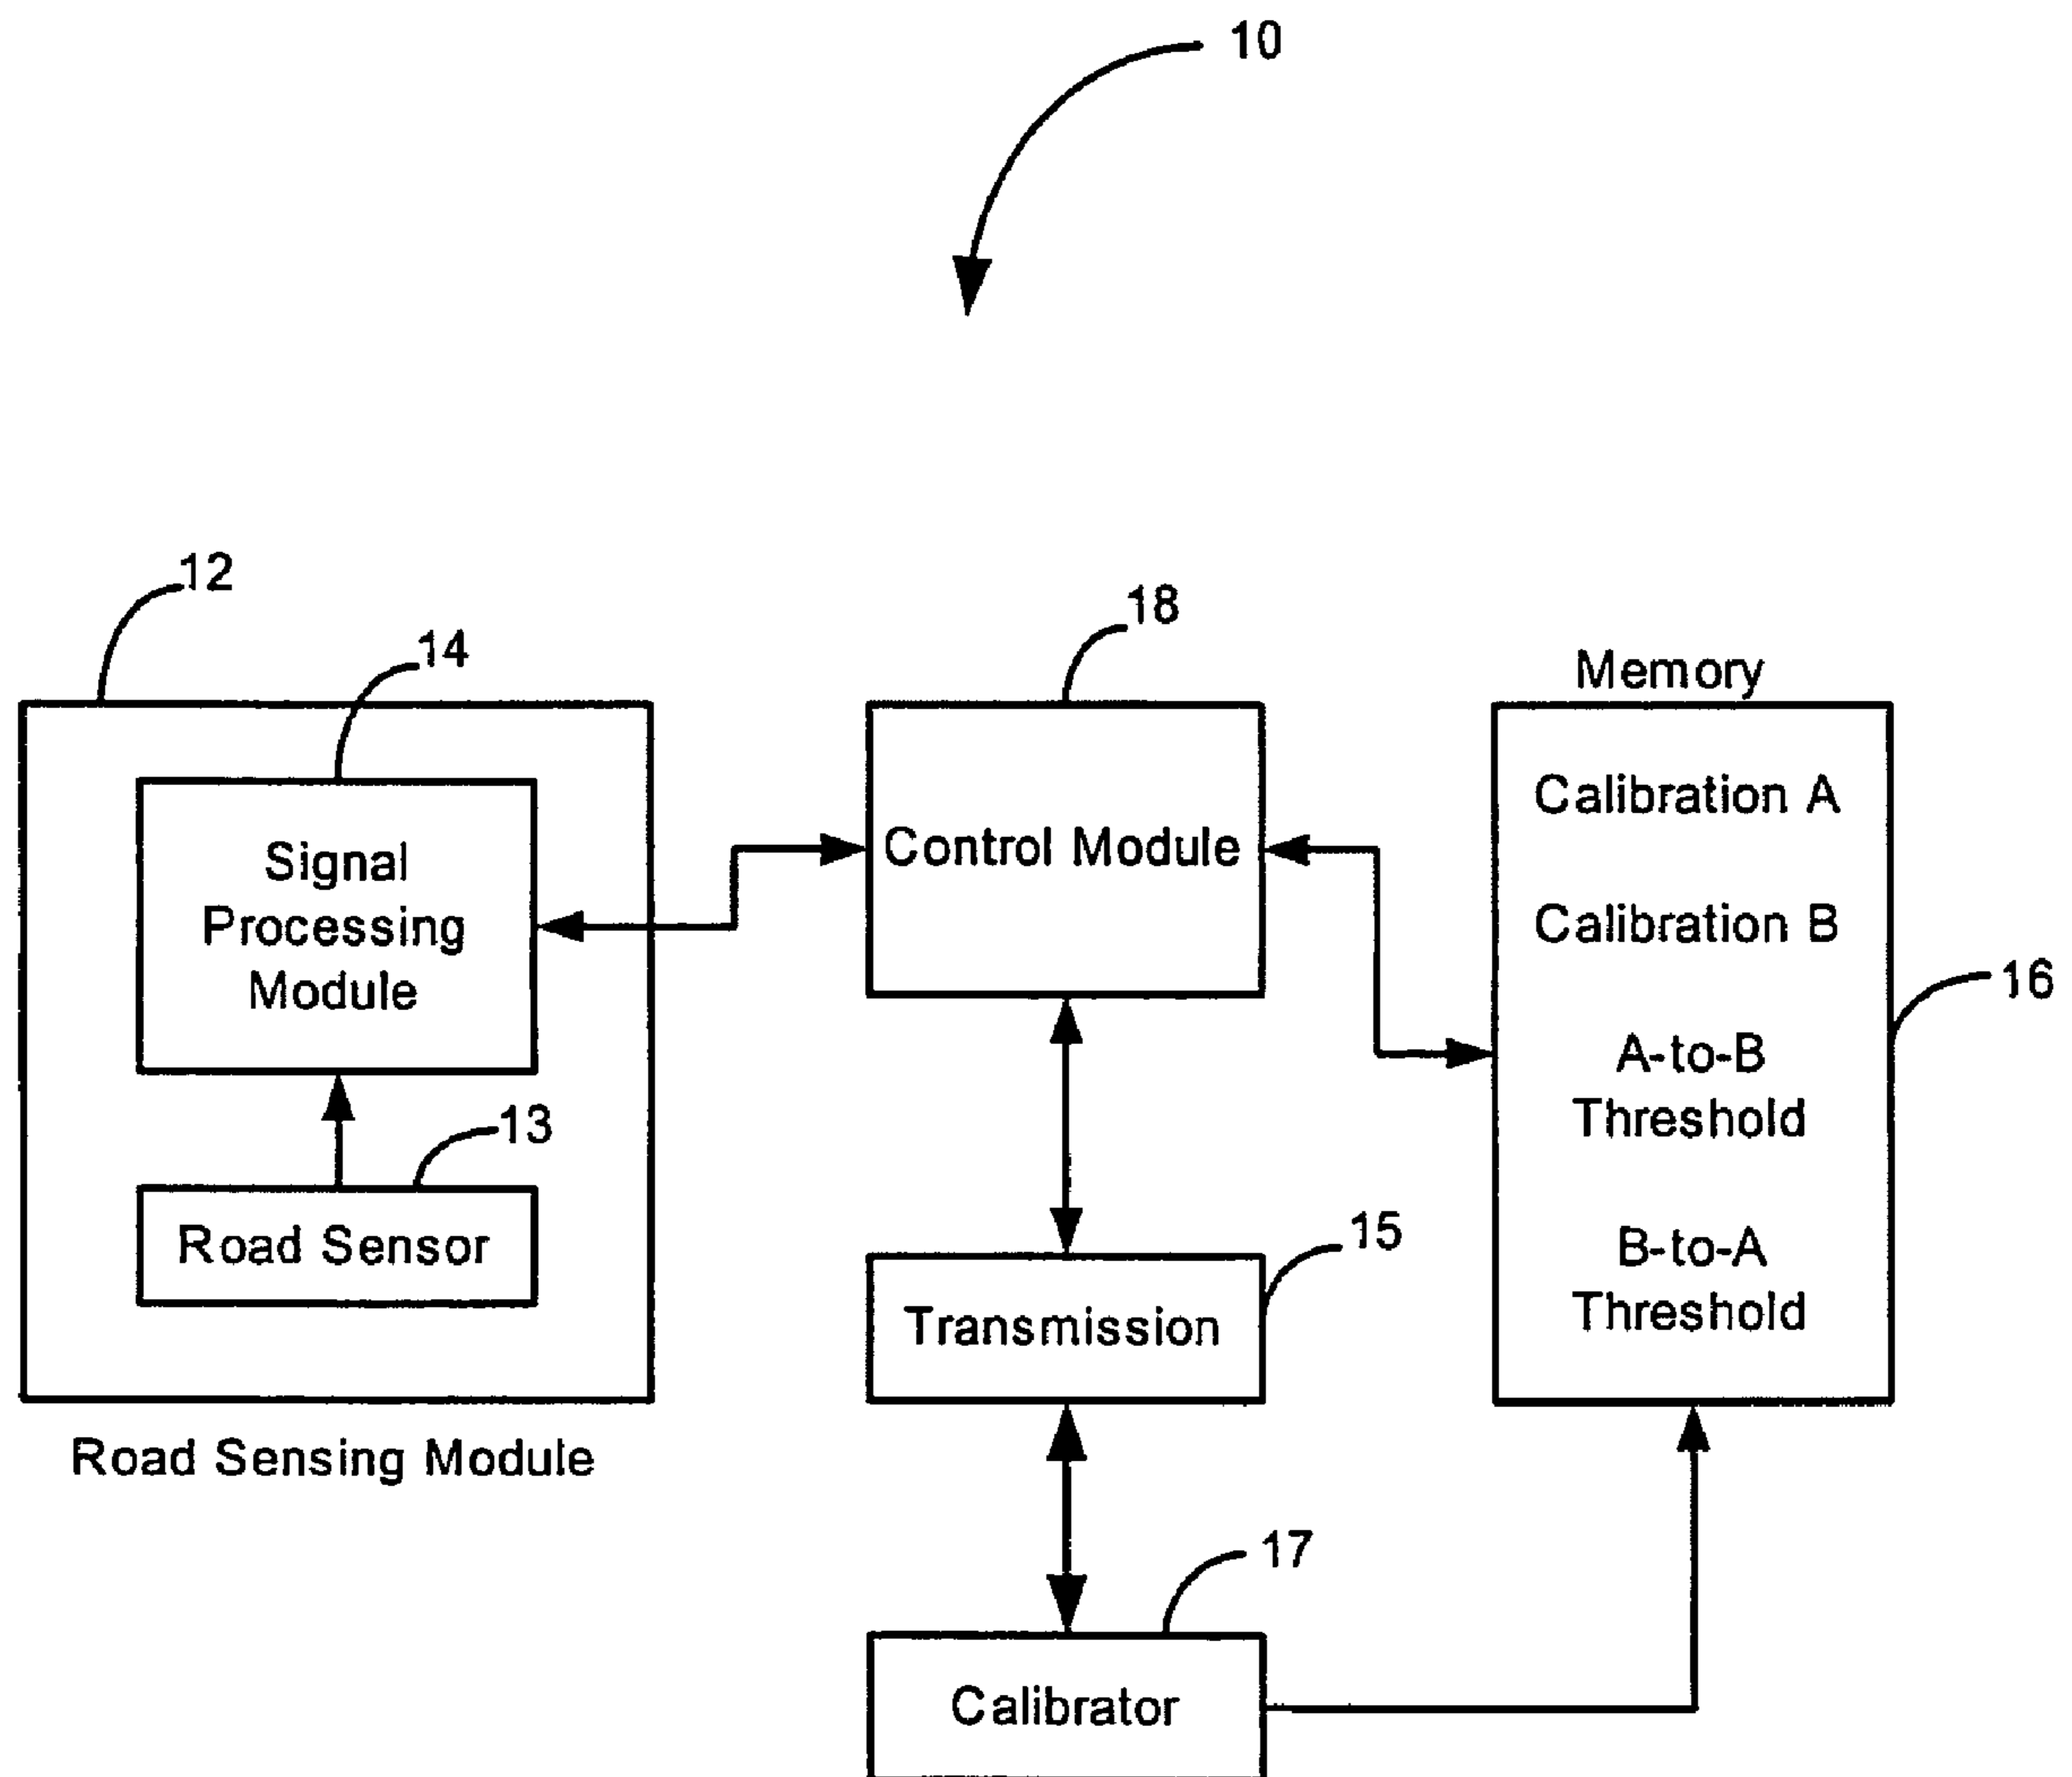 10
12
14
18
Memory
Signal
Processing
Module
Control Module
Calibration A
Calibration B
16
A-to-B
Threshold
13
Road Sensor
15
Transmission
B-to-A
Threshold
Road Sensing Module
17
Calibrator